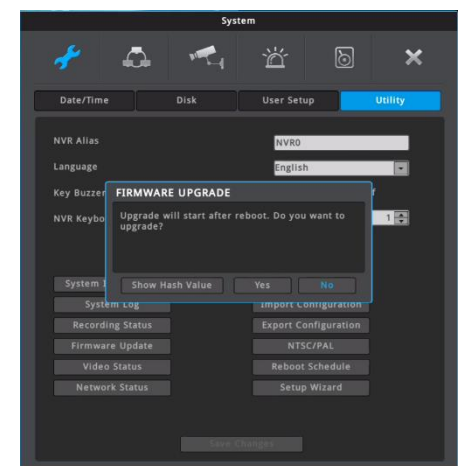 System
Date/Time Disk User Setup Utility
NVR Alias NVR0
Language English
Key Buzzer
NVR Keybo 1
FIRMWARE UPGRADE
Upgrade will start after reboot. Do you want to
upgrade?
Show Hash Value Yes No
System
System Log Import Configuration
Recording Status Export Configuration
Firmware Update NTSC/PAL
Video Status Reboot Schedule
Network Status Setup Wizard
Save Changes